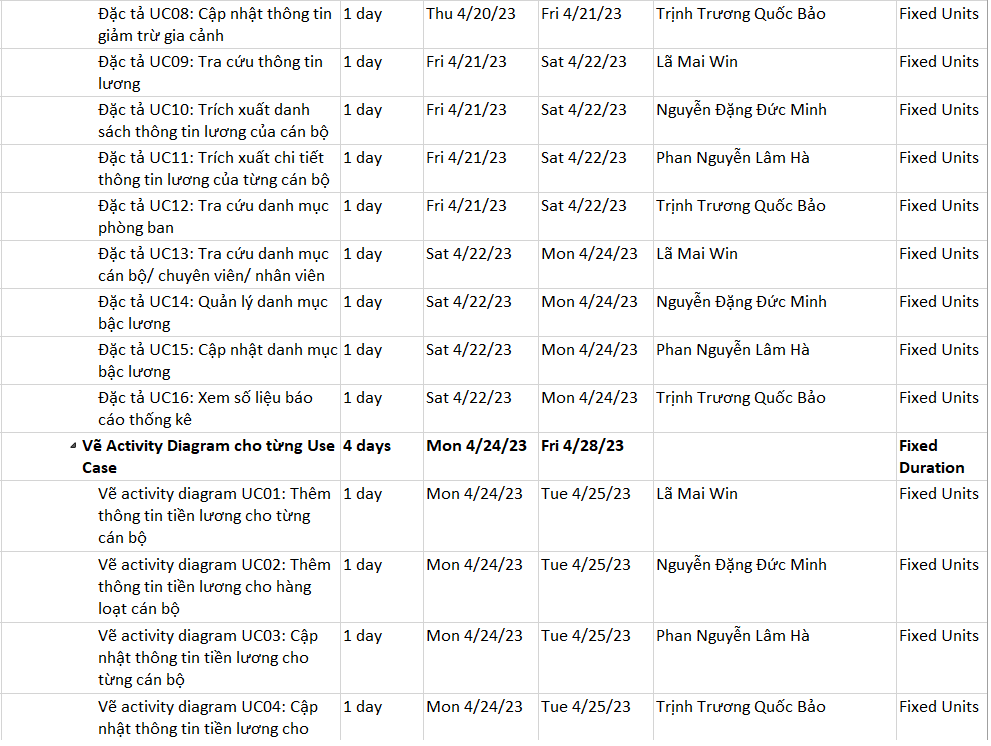 Đặc tả UC08: Cập nhật thông tin 1 day Thu 4/20/23 Fri 4/21/23 Trịnh Trương Quốc Bảo Fixed Units
giảm trừ gia cảnh
Đặc tả UC09: Tra cứu thông tin 1 day Fri 4/21/23 Sat 4/22/23 Lã Mai Win Fixed Units
lương
Đặc tả UC10: Trích xuất danh 1 day Fri 4/21/23 Sat 4/22/23 Nguyễn Đặng Đức Minh Fixed Units
sách thông tin lương của cán bộ
Đặc tả UC11: Trích xuất chi tiết 1 day Fri 4/21/23 Sat 4/22/23 Phan Nguyễn Lâm Hà Fixed Units
thông tin lương của từng cán bộ
Đặc tả UC12: Tra cứu danh mục 1 day Fri 4/21/23 Sat 4/22/23 Trịnh Trương Quốc Bảo Fixed Units
phòng ban
Đặc tả UC13: Tra cứu danh mục 1 day Sat 4/22/23 Mon 4/24/23 Lã Mai Win Fixed Units
cán bộ/ chuyên viên/ nhân viên
Đặc tả UC14: Quản lý danh mục 1 day Sat 4/22/23 Mon 4/24/23 Nguyễn Đặng Đức Minh Fixed Units
bậc lương
Đặc tả UC15: Cập nhật danh mục 1 day Sat 4/22/23 Mon 4/24/23 Phan Nguyễn Lâm Hà Fixed Units
bậc lương
Đặc tả UC16: Xem số liệu báo 1 day Sat 4/22/23 Mon 4/24/23 Trịnh Trương Quốc Bảo Fixed Units
cáo thống kê
Vẽ Activity Diagram cho từng Use 4 days Mon 4/24/23 Fri 4/28/23 Fixed
Case Duration
Vẽ activity diagram UC01: Thêm 1 day Mon 4/24/23 Tue 4/25/23 Lã Mai Win Fixed Units
thông tin tiền lương cho từng
cán bộ
Vẽ activity diagram UC02: Thêm 1 day Mon 4/24/23 Tue 4/25/23 Nguyễn Đặng Đức Minh Fixed Units
thông tin tiền lương cho hàng
loạt cán bộ
Vẽ activity diagram UC03: Cập 1 day Mon 4/24/23 Tue 4/25/23 Phan Nguyễn Lâm Hà Fixed Units
nhật thông tin tiền lương cho
từng cán bộ
Vẽ activity diagram UC04: Cập 1 day Mon 4/24/23 Tue 4/25/23 Trịnh Trương Quốc Bảo Fixed Units
nhật thông tin tiền lương cho